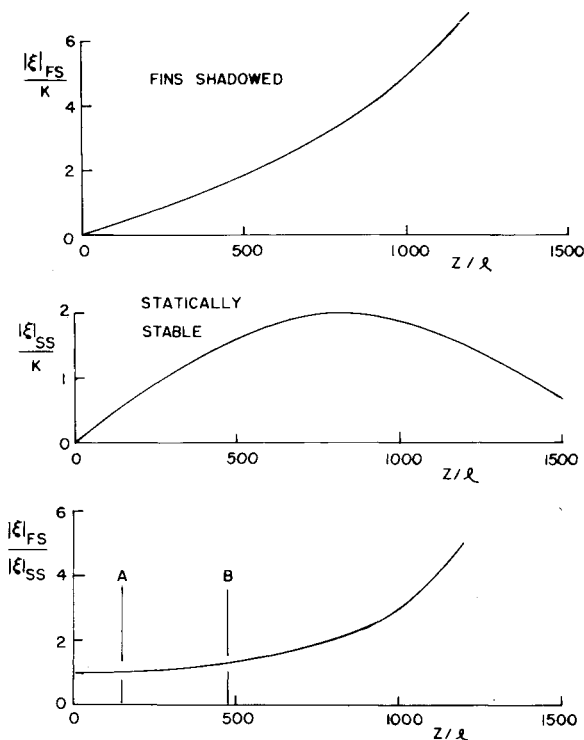 6
|ξ|FS
K
FINS SHADOWED
4
2
0
0
500
1000
1500
Z/ℓ
2
STATICALLY
STABLE
|ξ|SS
K
1
0
0
500
1000
1500
Z/ℓ
6
|ξ|FS
|ξ|SS
A
B
4
2
0
0
500
1000
1500
Z/ℓ